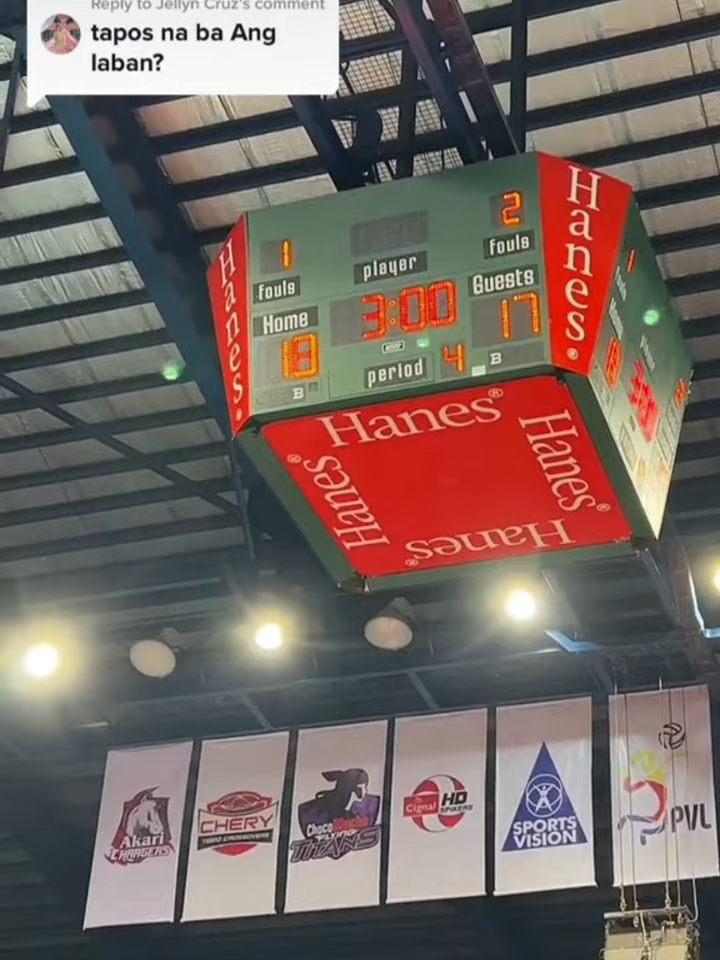 Reply to Jellyn Cruz's comment
tapos na ba Ang
laban?
Hanes®
Hanes®
1
fouls
player
2
fouls
Home
18
3:00
Guests
17
B
period
4
B
Hanes®
Hanes®
Hanes®
Hanes®
Akari
CHARGERS
CHERY
TIGGO CROSSOVERS
Choco Mucho
FLYING
TITANS
Cignal HD
SPIKERS
SPORTS
VISION
PVL